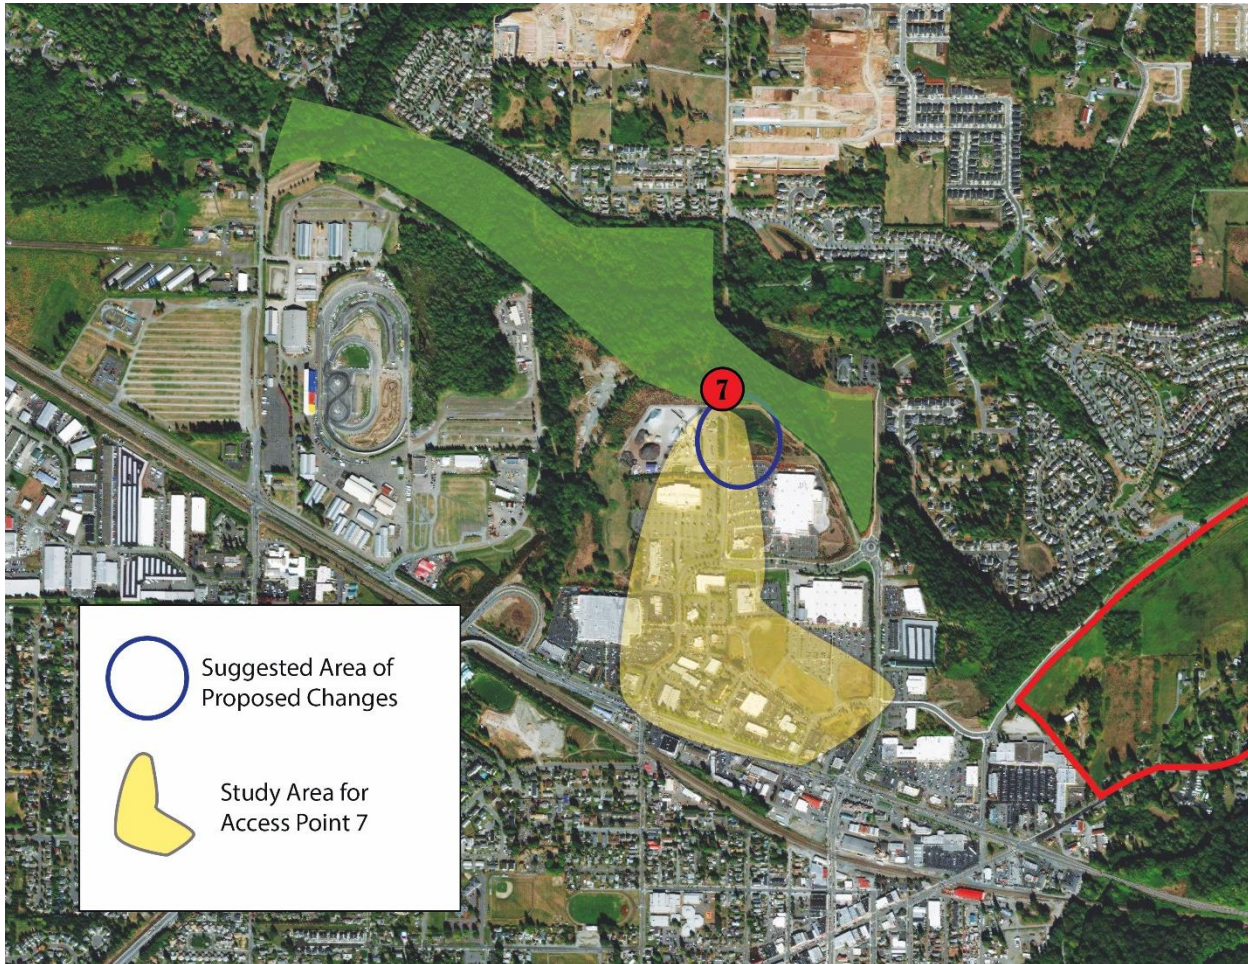 7
Suggested Area of
Proposed Changes
Study Area for
Access Point 7